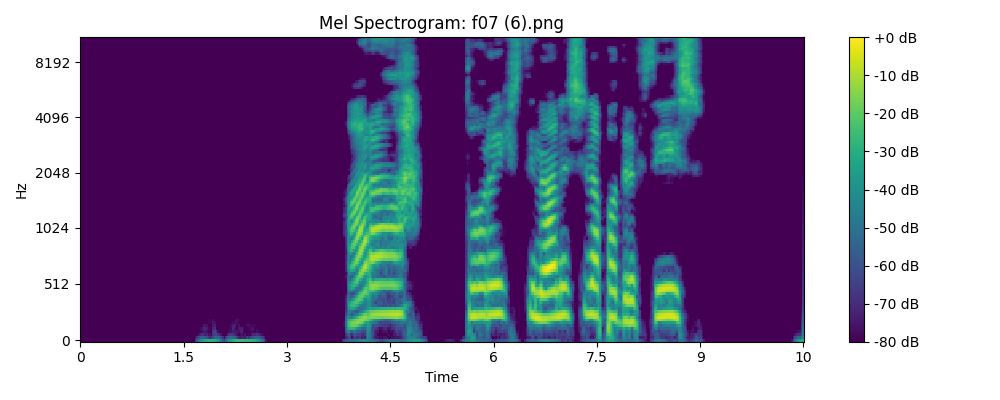 Mel Spectrogram: f07 (6).png
Hz
8192
4096
2048
1024
512
0
0 1.5 3 4.5 6 7.5 9 10
Time
+0 dB
-10 dB
-20 dB
-30 dB
-40 dB
-50 dB
-60 dB
-70 dB
-80 dB